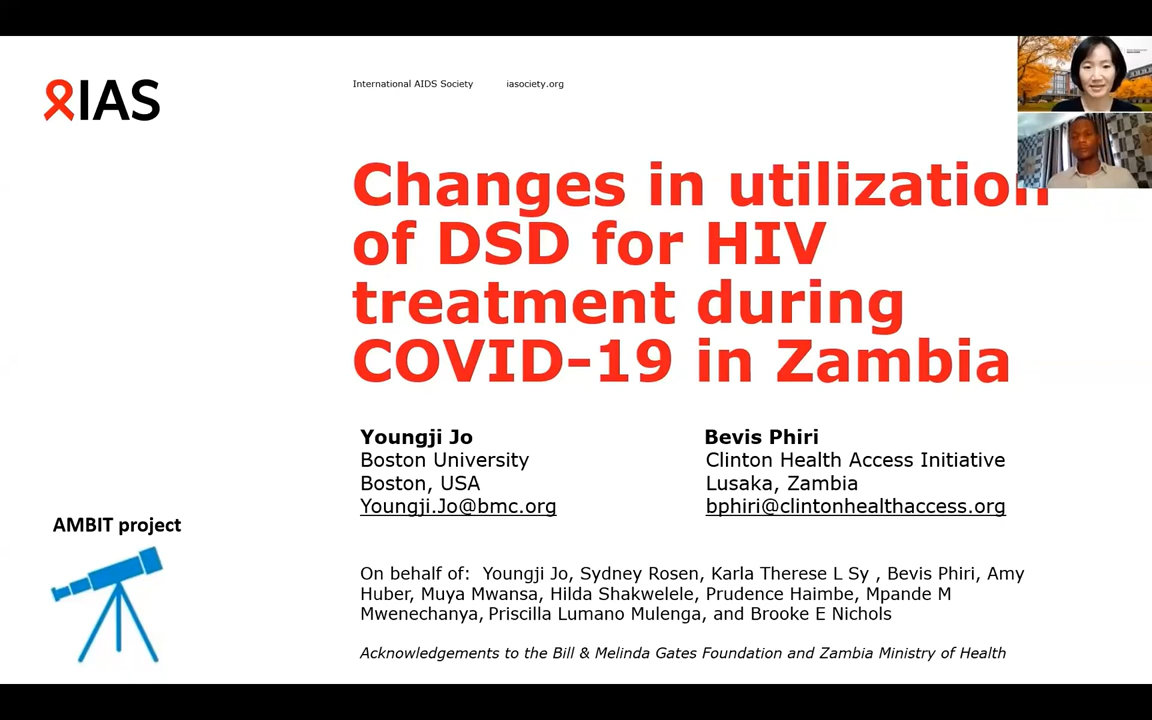 IAS
International AIDS Society iasociety.org
Changes in utilization
of DSD for HIV
treatment during
COVID-19 in Zambia
Youngji Jo
Boston University
Boston, USA
Youngji.Jo@bmc.org
Bevis Phiri
Clinton Health Access Initiative
Lusaka, Zambia
bphiri@clintonhealthaccess.org
AMBIT project
On behalf of: Youngji Jo, Sydney Rosen, Karla Therese L Sy , Bevis Phiri, Amy
Huber, Muya Mwansa, Hilda Shakwelele, Prudence Haimbe, Mpande M
Mwenechanya, Priscilla Lumano Mulenga, and Brooke E Nichols
Acknowledgements to the Bill & Melinda Gates Foundation and Zambia Ministry of Health